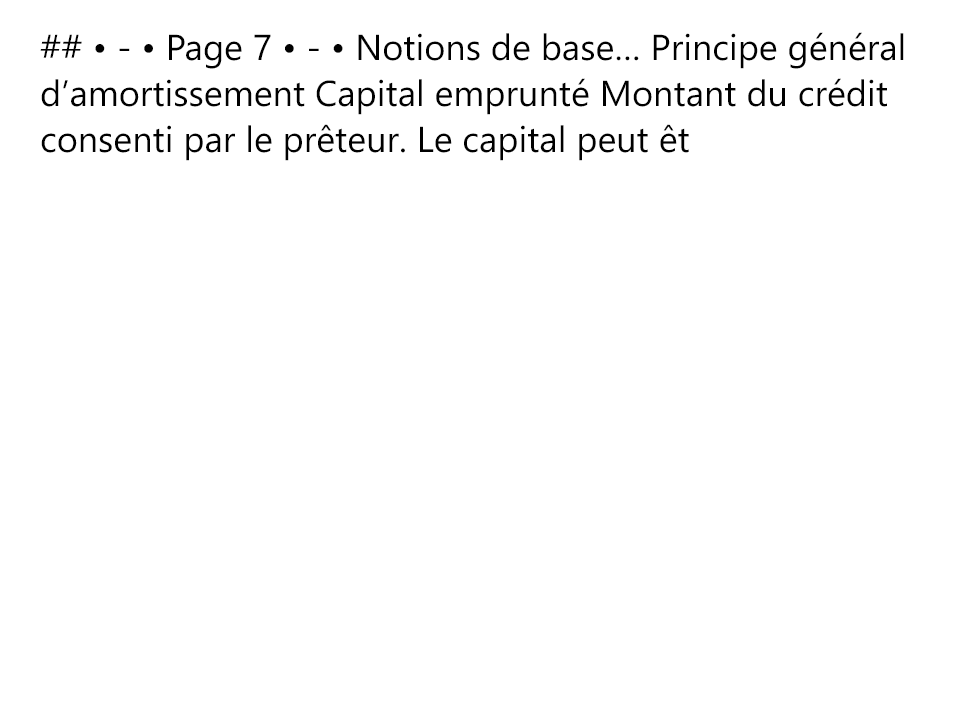 ## • - • Page 7 • - • Notions de base… Principe général
d’amortissement Capital emprunté Montant du crédit
consenti par le prêteur. Le capital peut êt